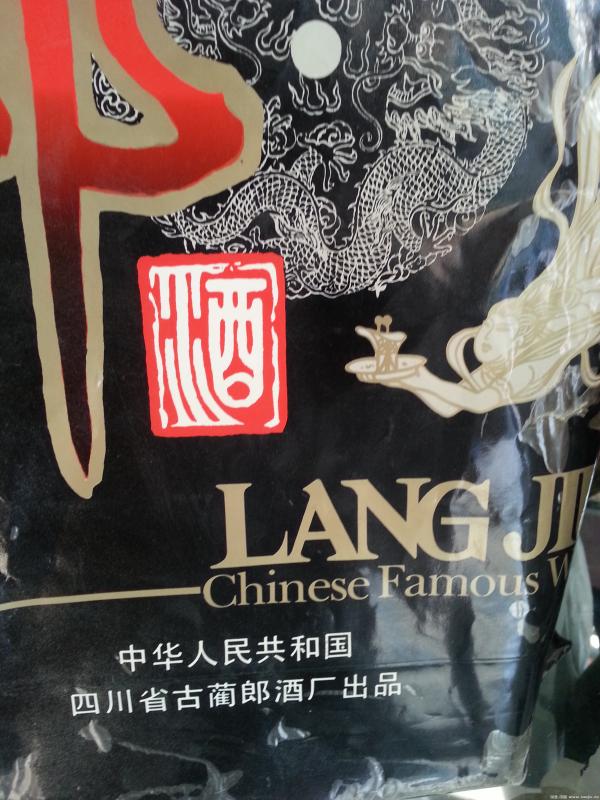 酒
LANG JI
Chinese Famous W
中华人民共和国
四川省古蔺郎酒厂出品